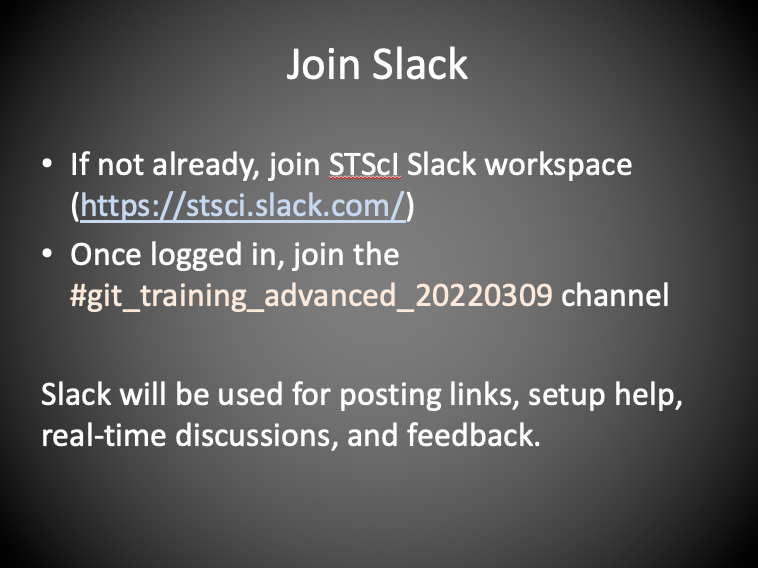 Join Slack
• If not already, join STScI Slack workspace
(https://stsci.slack.com/)
• Once logged in, join the
#git_training_advanced_20220309 channel
Slack will be used for posting links, setup help,
real-time discussions, and feedback.